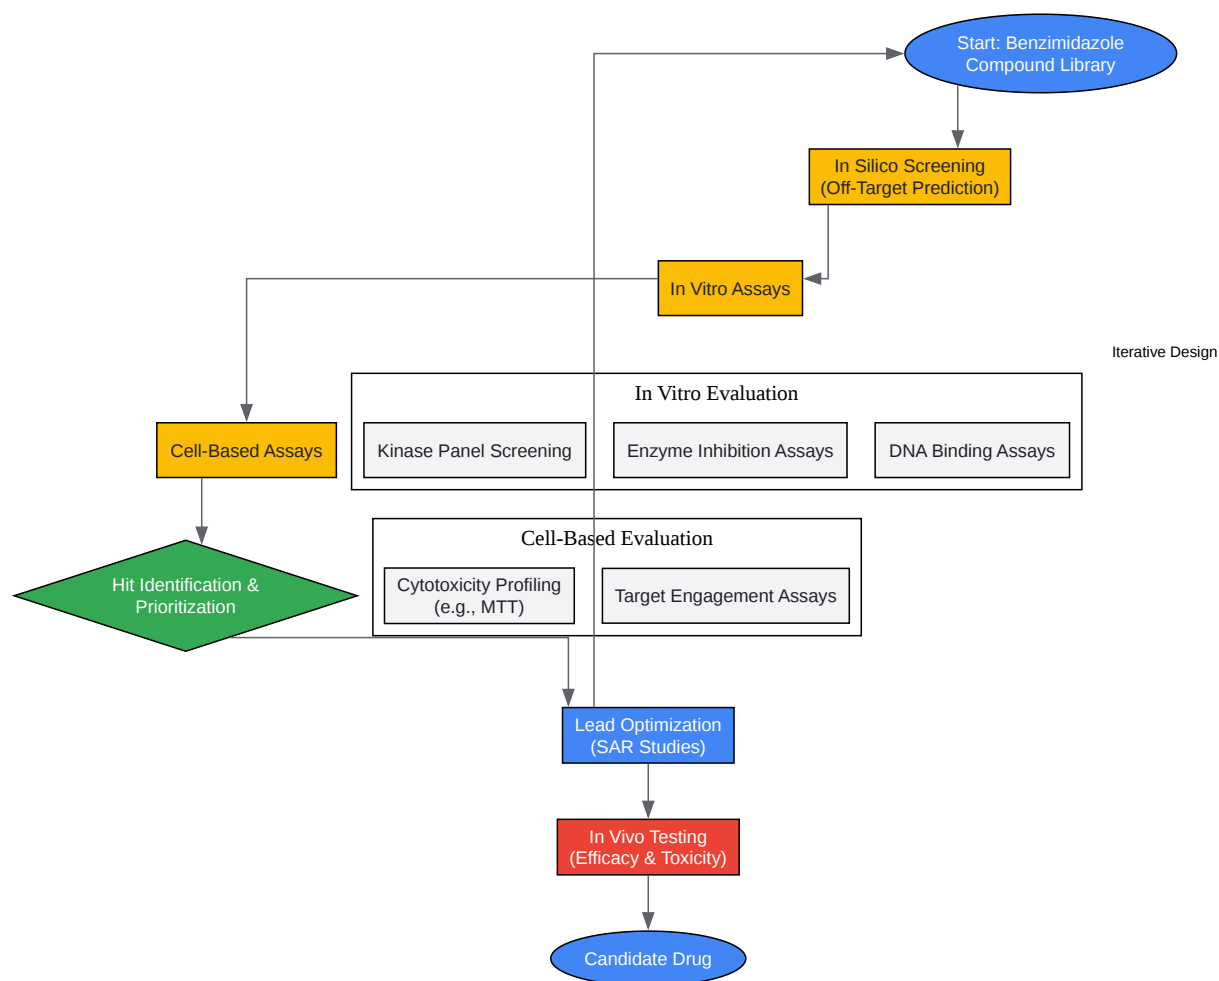 Start: Benzimidazole
Compound Library
In Silico Screening
(Off-Target Prediction)
In Vitro Assays
Iterative Design
In Vitro Evaluation
Kinase Panel Screening
Enzyme Inhibition Assays
DNA Binding Assays
Cell-Based Assays
Cell-Based Evaluation
Cytotoxicity Profiling
(e.g., MTT)
Target Engagement Assays
Hit Identification &
Prioritization
Lead Optimization
(SAR Studies)
In Vivo Testing
(Efficacy & Toxicity)
Candidate Drug